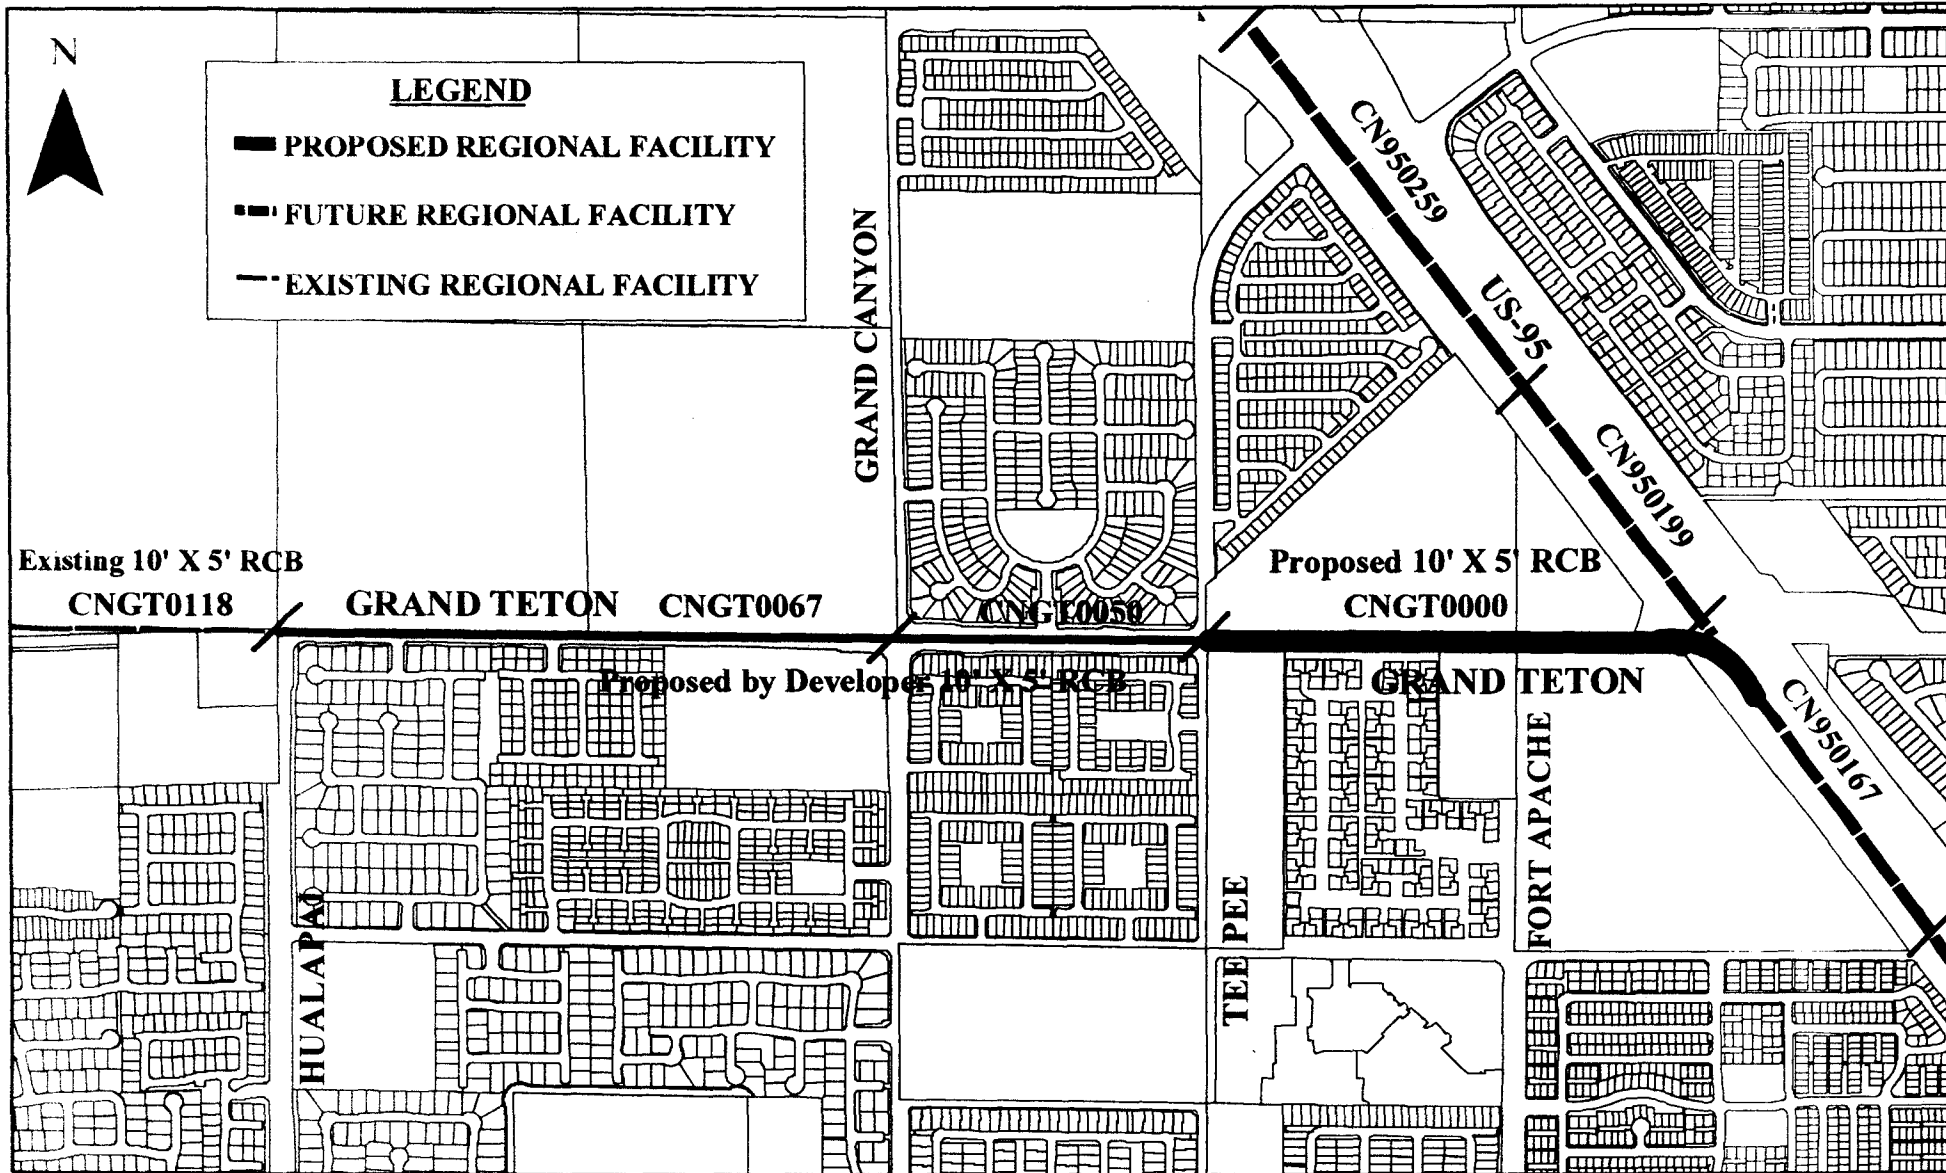 N
LEGEND
PROPOSED REGIONAL FACILITY
FUTURE REGIONAL FACILITY
EXISTING REGIONAL FACILITY
GRAND CANYON
CN950259
US-95
CN950199
Existing 10' X 5' RCB
CNGT0118
GRAND TETON
CNGT0067
CNGT0050
Proposed 10' X 5' RCB
CNGT0000
Proposed by Developer 10' X 5' RCB
GRAND TETON
CN950167
HUALAPAI
TEE PEE
FORT APACHE